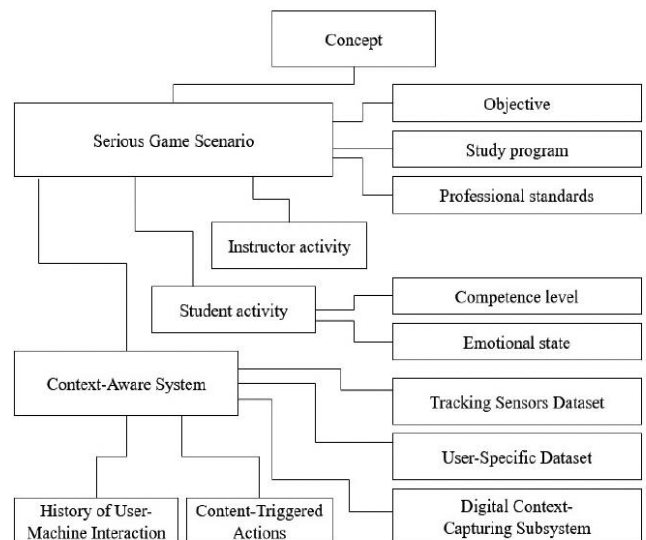 Concept
Serious Game Scenario
Objective
Study program
Professional standards
Instructor activity
Student activity
Competence level
Emotional state
Context-Aware System
Tracking Sensors Dataset
User-Specific Dataset
Digital Context-
Capturing Subsystem
History of User-
Machine Interaction
Content-Triggered
Actions